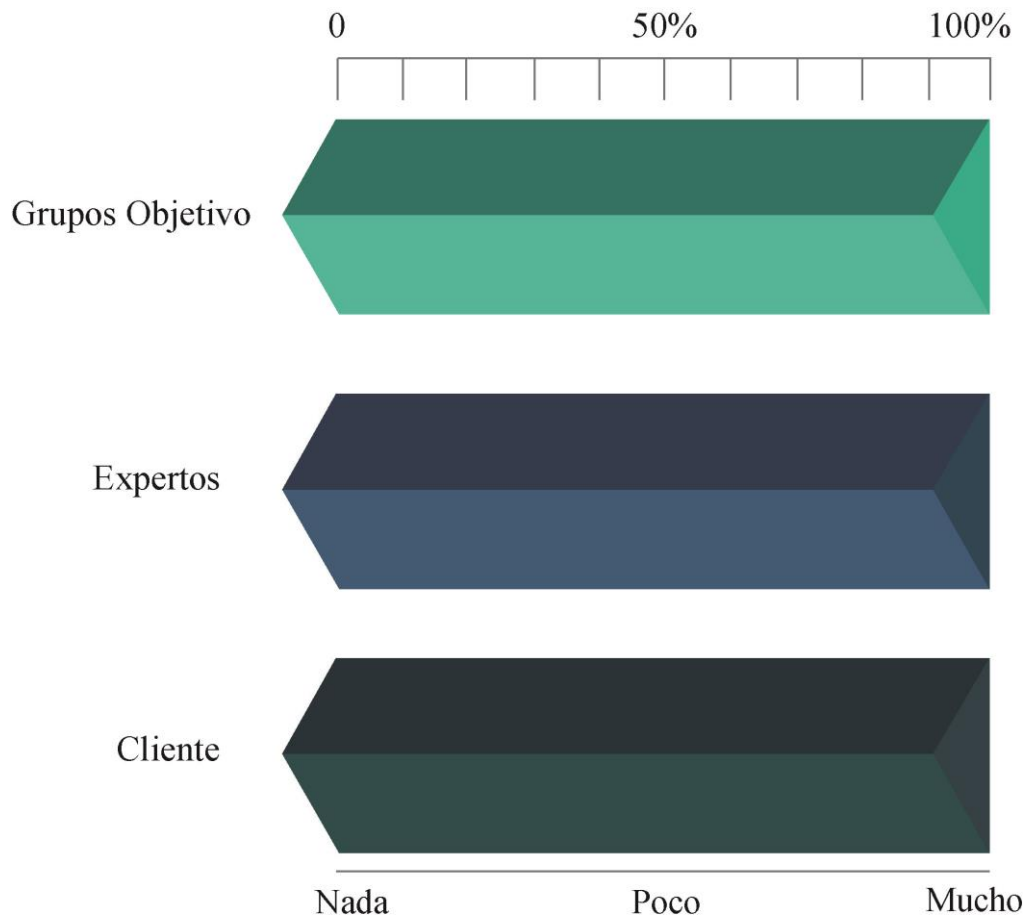 0 50% 100%
Grupos Objetivo
Expertos
Cliente
Nada Poco Mucho